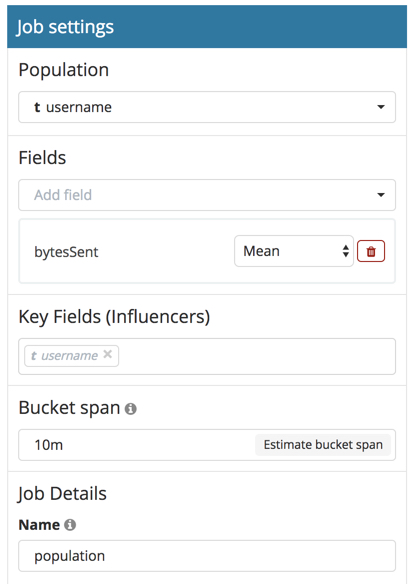 Job settings
Population
t username
Fields
Add field
bytesSent Mean
Key Fields (Influencers)
t username ×
Bucket span
10m Estimate bucket span
Job Details
Name
population